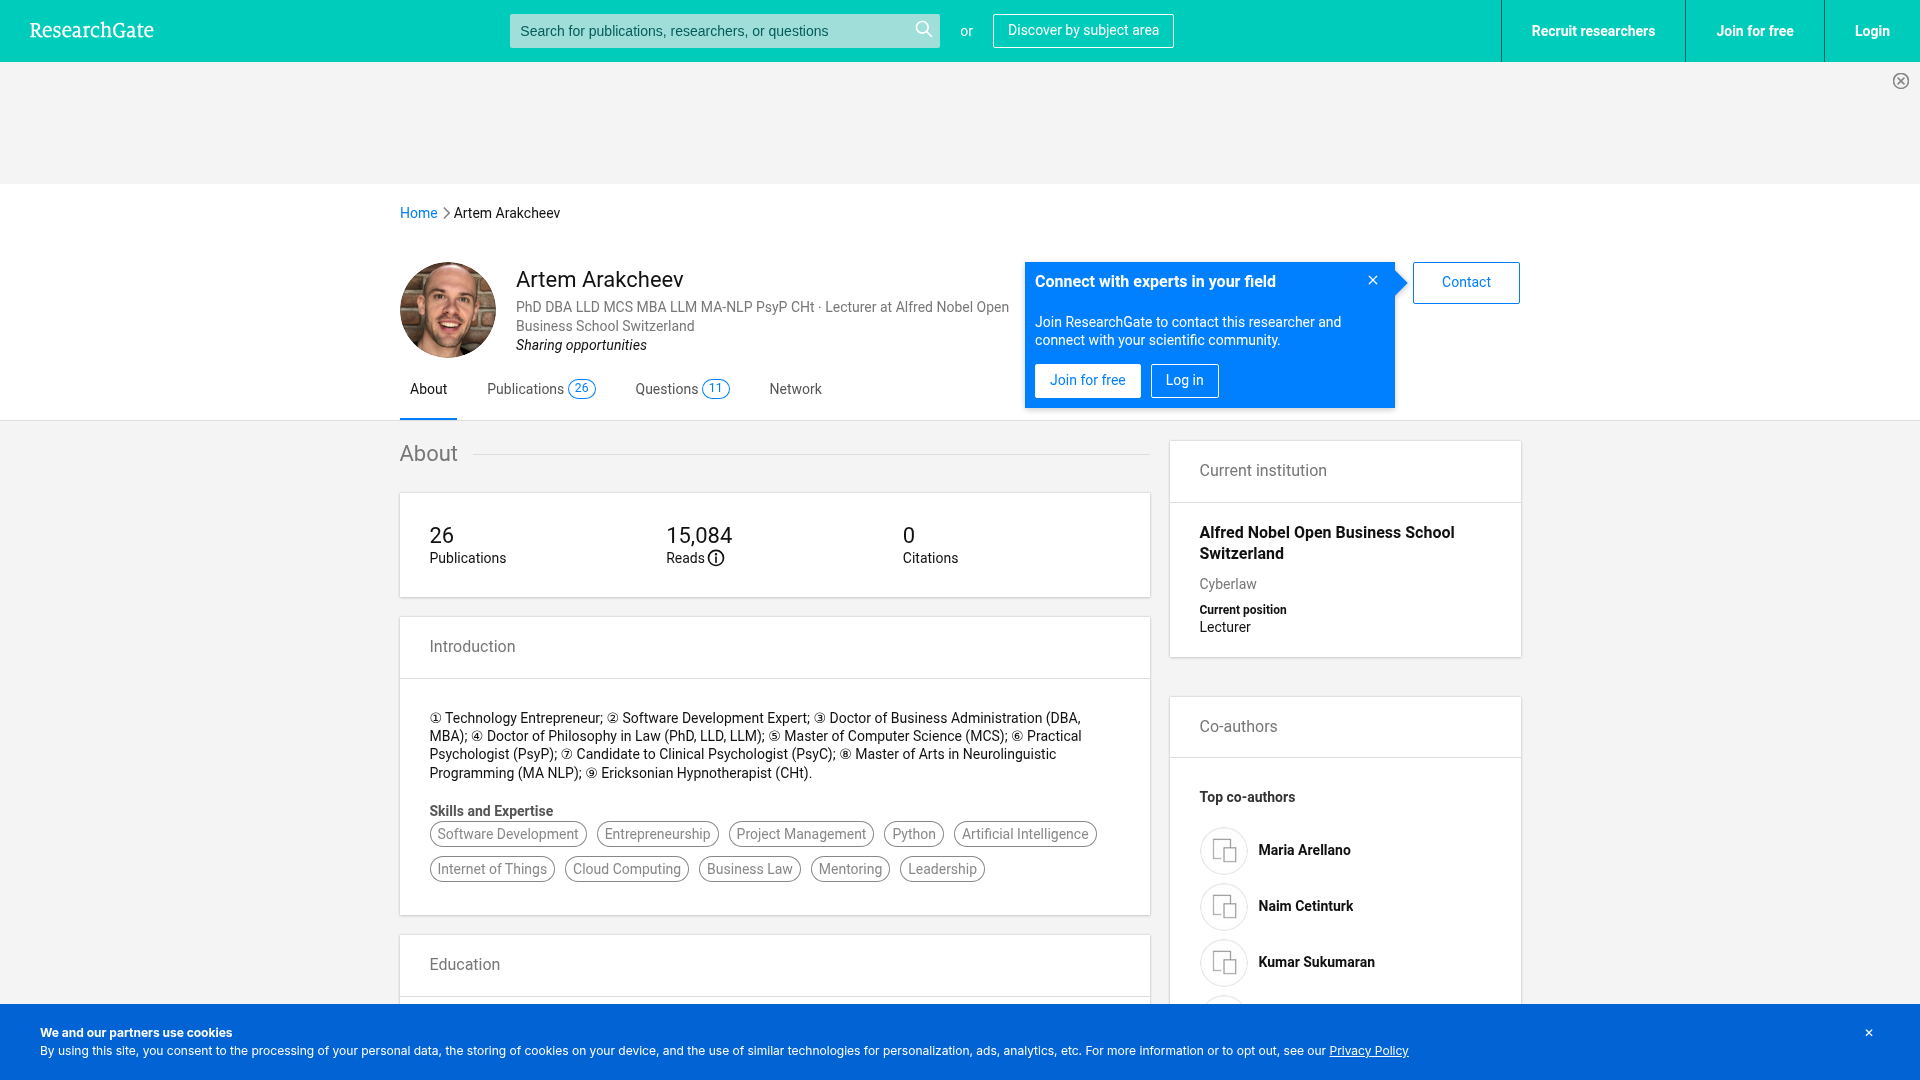 ResearchGate
Search for publications, researchers, or questions
or
Discover by subject area
Recruit researchers
Join for free
Login
Home
Artem Arakcheev
Artem Arakcheev
PhD DBA LLD MCS MBA LLM MA-NLP PsyP CHt · Lecturer at Alfred Nobel Open
Business School Switzerland
Sharing opportunities
Connect with experts in your field
Join ResearchGate to contact this researcher and
connect with your scientific community.
Join for free
Log in
Contact
About
Publications 26
Questions 11
Network
About
26
Publications
15,084
Reads
0
Citations
Introduction
① Technology Entrepreneur; ② Software Development Expert; ③ Doctor of Business Administration (DBA,
MBA); ④ Doctor of Philosophy in Law (PhD, LLD, LLM); ⑤ Master of Computer Science (MCS); ⑥ Practical
Psychologist (PsyP); ⑦ Candidate to Clinical Psychologist (PsyC); ⑧ Master of Arts in Neurolinguistic
Programming (MA NLP); ⑨ Ericksonian Hypnotherapist (CHt).
Skills and Expertise
Software Development
Entrepreneurship
Project Management
Python
Artificial Intelligence
Internet of Things
Cloud Computing
Business Law
Mentoring
Leadership
Education
Current institution
Alfred Nobel Open Business School
Switzerland
Cyberlaw
Current position
Lecturer
Co-authors
Top co-authors
Maria Arellano
Naim Cetinturk
Kumar Sukumaran
We and our partners use cookies
By using this site, you consent to the processing of your personal data, the storing of cookies on your device, and the use of similar technologies for personalization, ads, analytics, etc. For more information or to opt out, see our Privacy Policy